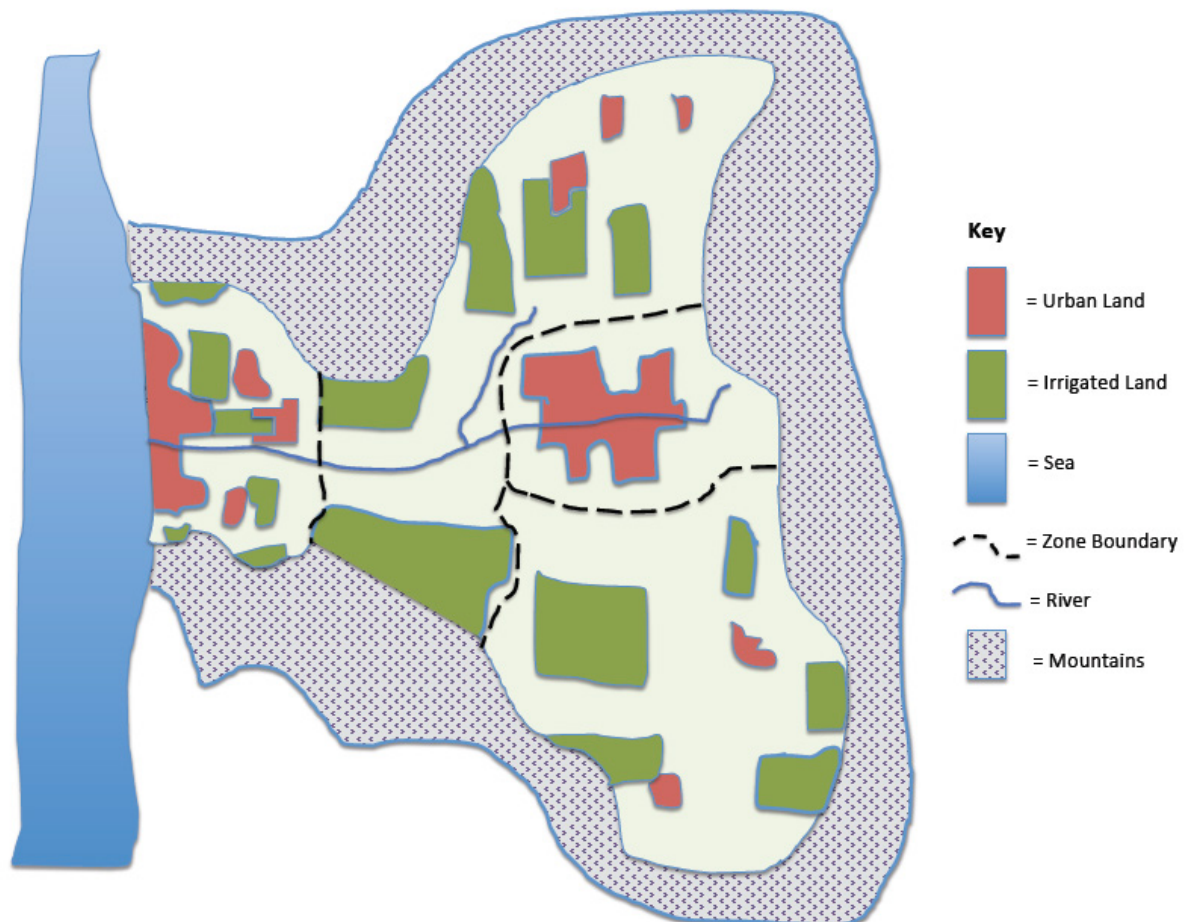 Key
= Urban Land
= Irrigated Land
= Sea
= Zone Boundary
= River
= Mountains